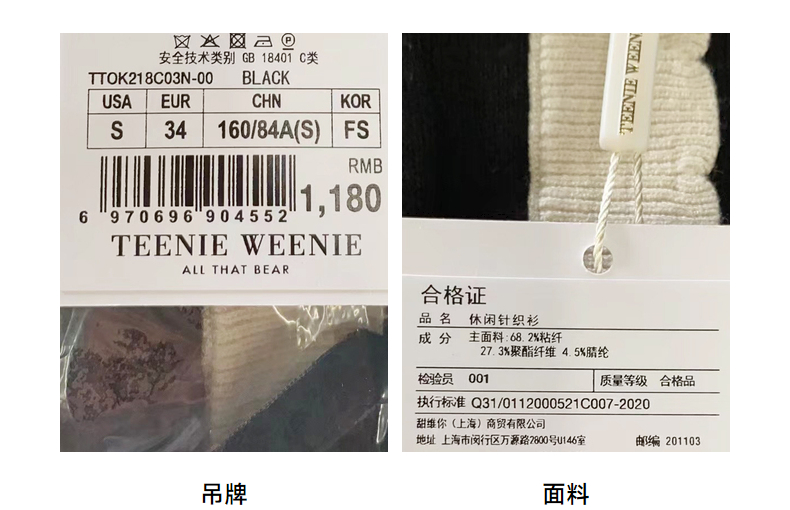 安全技术类别 GB 18401 C类
TTOK218C03N-00 BLACK
USA EUR CHN KOR
S 34 160/84A(S) FS
RMB
1,180
6 970696 904552
TEENIE WEENIE
ALL THAT BEAR
TEENIE WEEN
合格证
品 名 休闲针织衫
成 分 主面料:68.2%粘纤
27.3%聚酯纤维 4.5%腈纶
检验员 001 质量等级 合格品
执行标准 Q31/0112000521C007-2020
甜维你（上海）商贸有限公司
地址 上海市闵行区万源路2800号U146室 邮编 201103
吊牌 面料